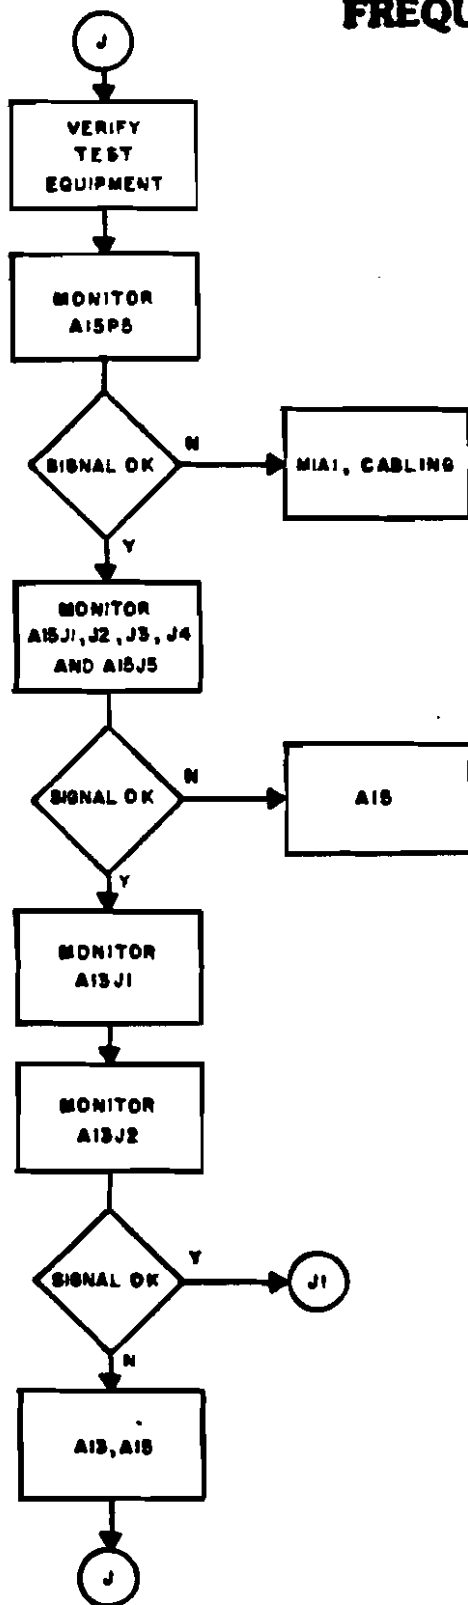 FREQU
J
VERIFY
TEST
EQUIPMENT
MONITOR
A15P5
SIGNAL OK
N
M1A1, CABLING
Y
MONITOR
A15J1, J2, J3, J4
AND A15J5
SIGNAL OK
N
A15
Y
MONITOR
A13J1
MONITOR
A13J2
SIGNAL OK
Y
J1
N
A13, A15
J